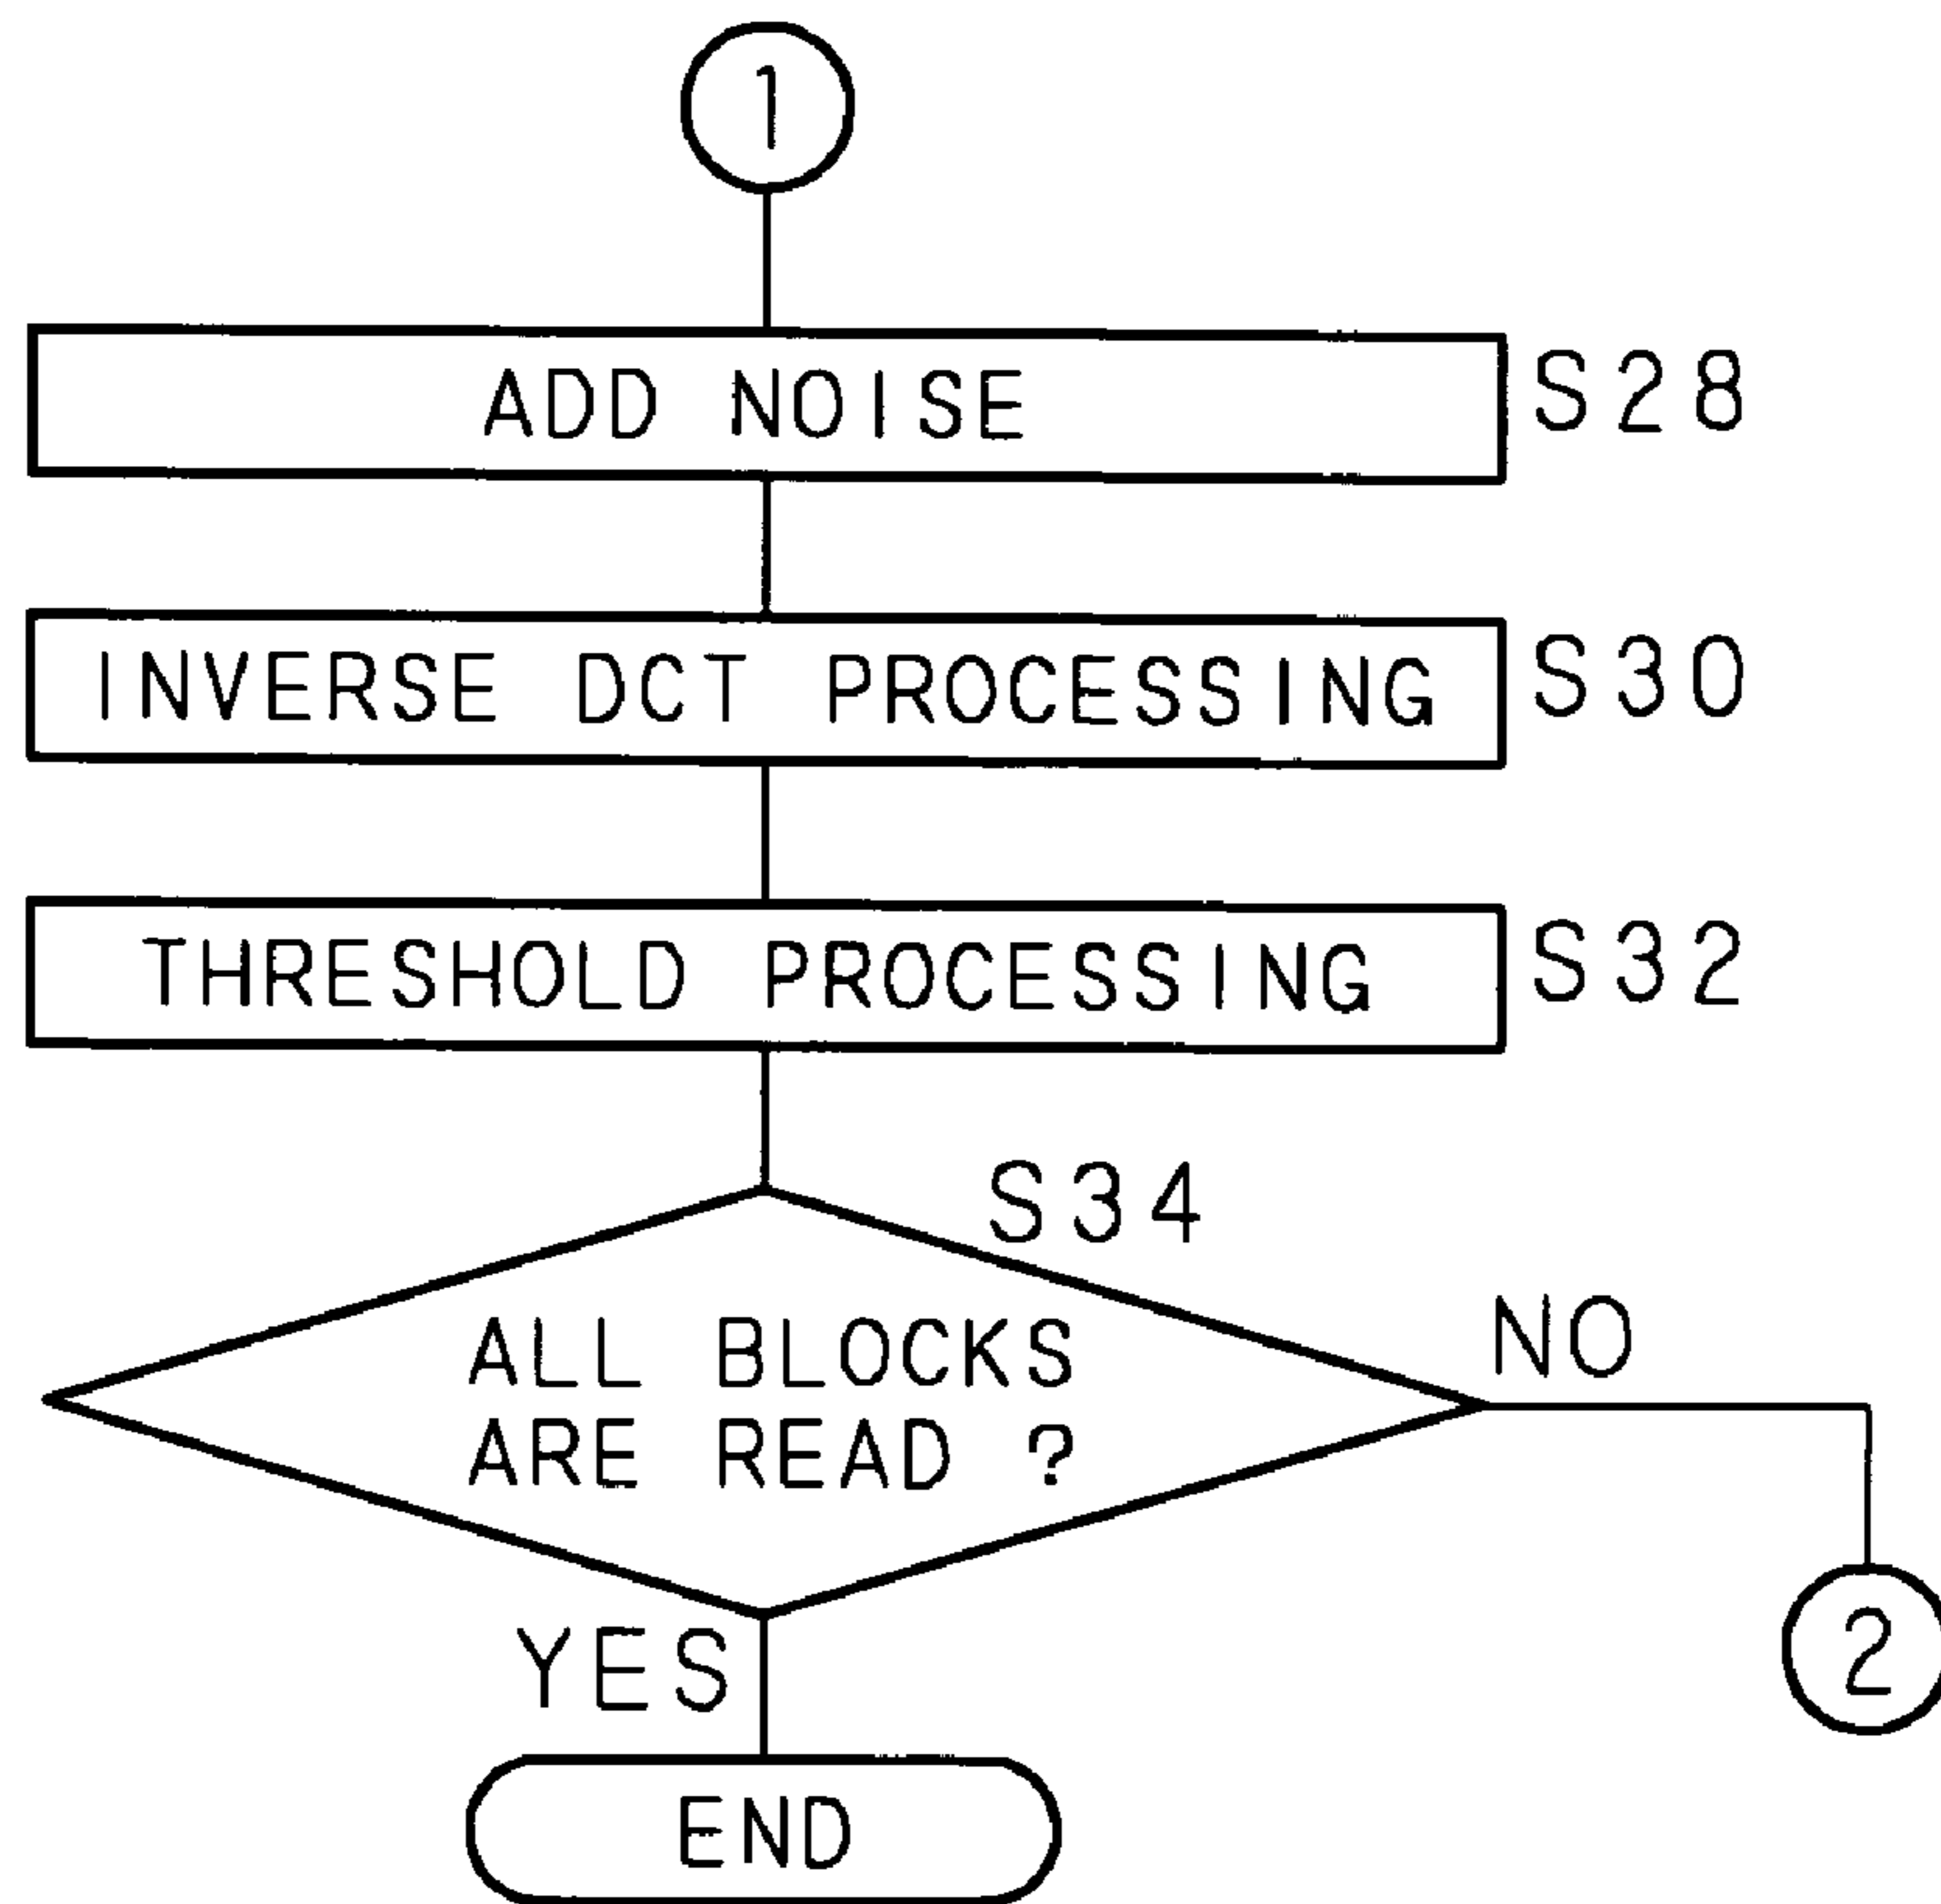 1
ADD NOISE S28
INVERSE DCT PROCESSING S30
THRESHOLD PROCESSING S32
S34
NO
ALL BLOCKS
ARE READ ?
YES
2
END